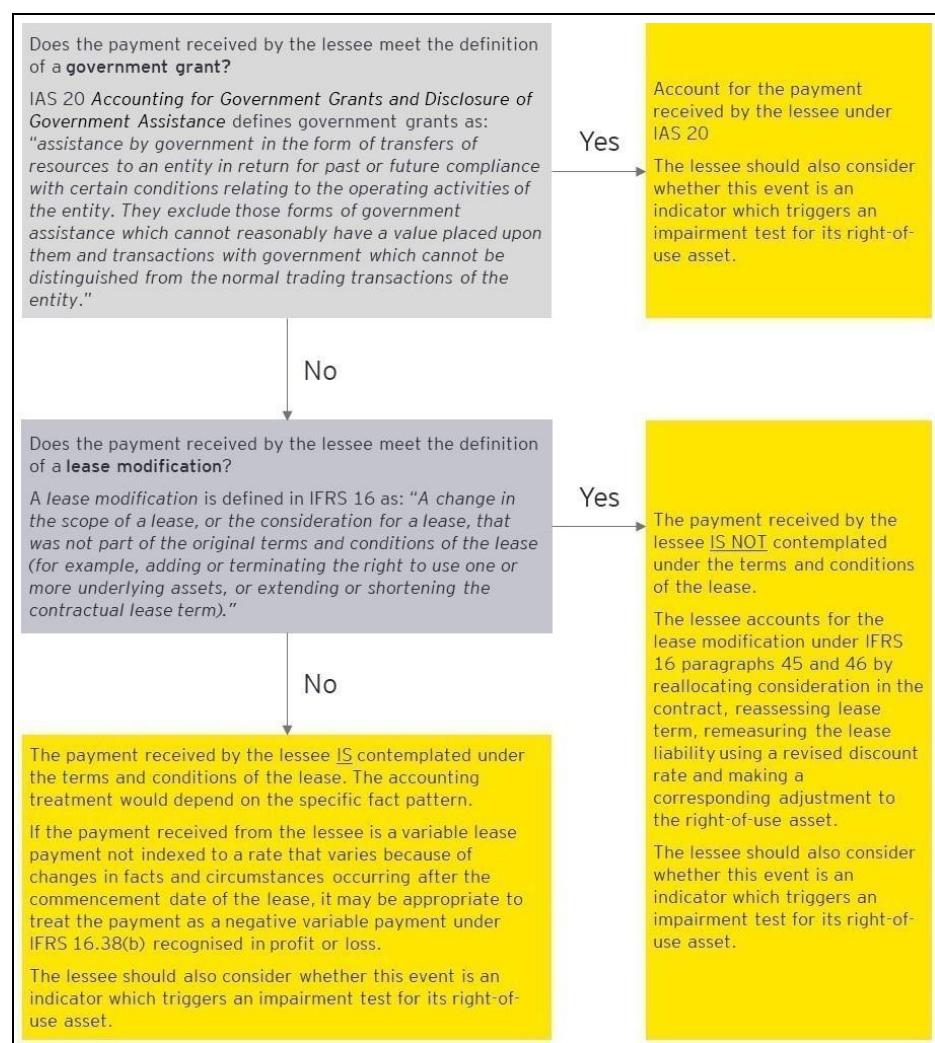 Does the payment received by the lessee meet the definition
of a government grant?
IAS 20 Accounting for Government Grants and Disclosure of
Government Assistance defines government grants as:
“assistance by government in the form of transfers of
resources to an entity in return for past or future compliance
with certain conditions relating to the operating activities of
the entity. They exclude those forms of government
assistance which cannot reasonably have a value placed upon
them and transactions with government which cannot be
distinguished from the normal trading transactions of the
entity.”
Yes
Account for the payment
received by the lessee under
IAS 20
The lessee should also consider
whether this event is an
indicator which triggers an
impairment test for its right-of-
use asset.
No
Does the payment received by the lessee meet the definition
of a lease modification?
A lease modification is defined in IFRS 16 as: “A change in
the scope of a lease, or the consideration for a lease, that
was not part of the original terms and conditions of the lease
(for example, adding or terminating the right to use one or
more underlying assets, or extending or shortening the
contractual lease term).”
Yes
The payment received by the
lessee IS NOT contemplated
under the terms and conditions
of the lease.
The lessee accounts for the
lease modification under IFRS
16 paragraphs 45 and 46 by
reallocating consideration in the
contract, reassessing lease
term, remeasuring the lease
liability using a revised discount
rate and making a
corresponding adjustment to
the right-of-use asset.
The lessee should also consider
whether this event is an
indicator which triggers an
impairment test for its right-of-
use asset.
No
The payment received by the lessee IS contemplated under
the terms and conditions of the lease. The accounting
treatment would depend on the specific fact pattern.
If the payment received from the lessee is a variable lease
payment not indexed to a rate that varies because of
changes in facts and circumstances occurring after the
commencement date of the lease, it may be appropriate to
treat the payment as a negative variable payment under
IFRS 16.38(b) recognised in profit or loss.
The lessee should also consider whether this event is an
indicator which triggers an impairment test for its right-of-
use asset.